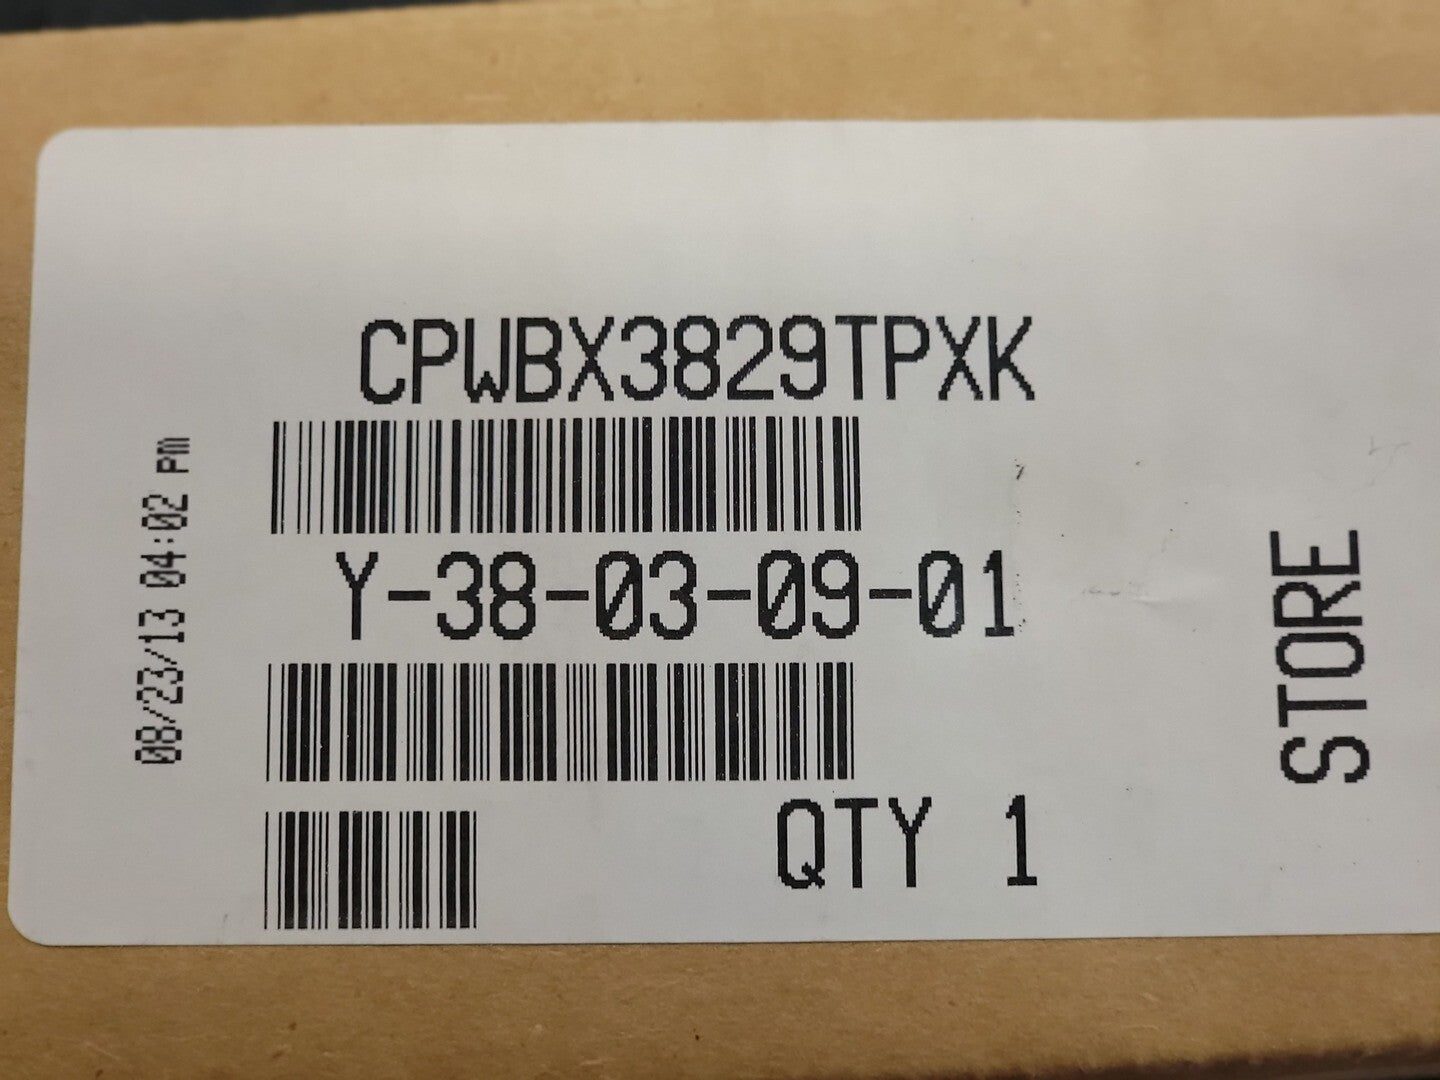 CPWBX3829TPXK
Y-38-03-09-01
QTY 1
08/23/13 04:02 PM
STORE